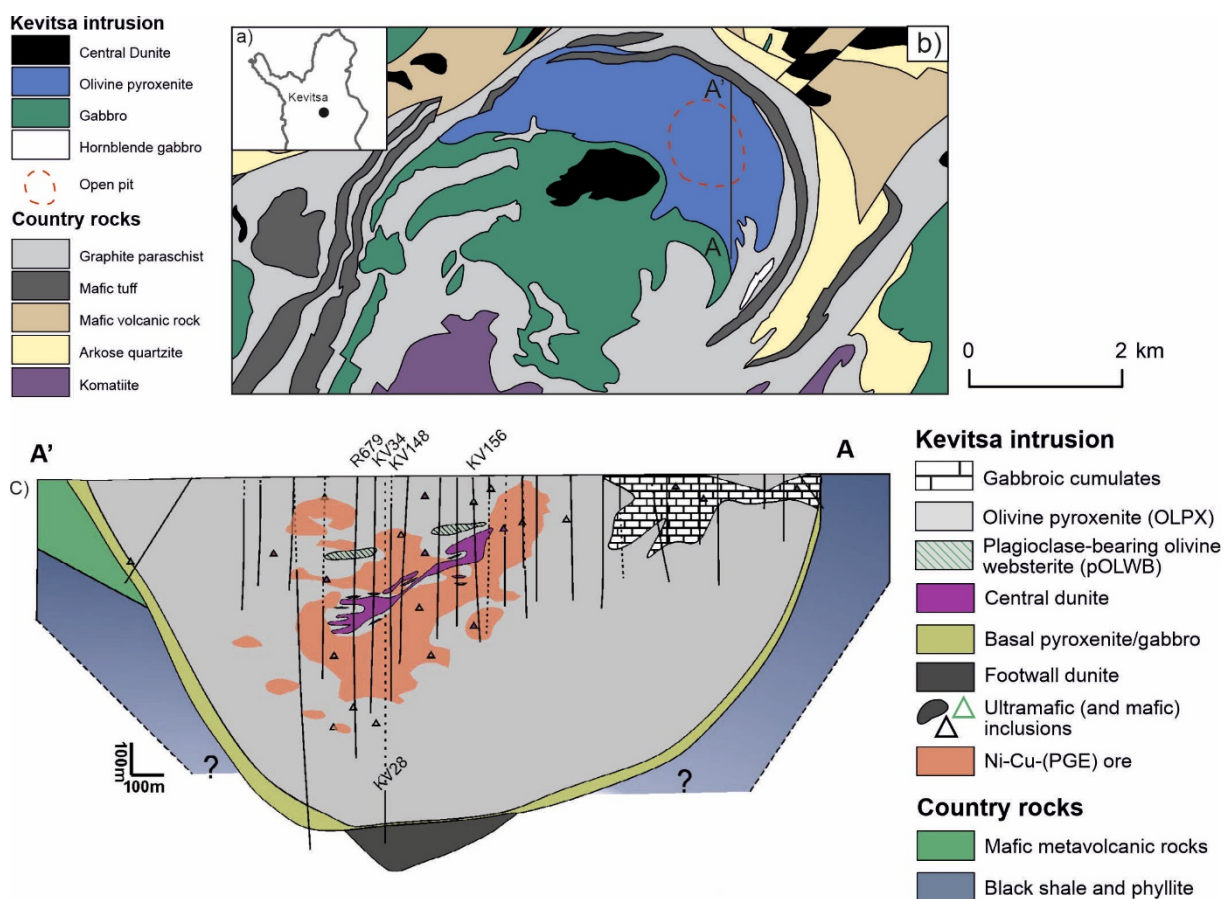 Kevitsa intrusion
Central Dunite
Olivine pyroxenite
Gabbro
Hornblende gabbro
Open pit
Country rocks
Graphite paraschist
Mafic tuff
Mafic volcanic rock
Arkose quartzite
Komatiite
a)
Kevitsa
b)
A'
A
0 2 km
C)
A'
R679
KV34
KV148
KV156
A
KV28
100m
100m
?
?
Kevitsa intrusion
Gabbroic cumulates
Olivine pyroxenite (OLPX)
Plagioclase-bearing olivine
websterite (pOLWB)
Central dunite
Basal pyroxenite/gabbro
Footwall dunite
Ultramafic (and mafic)
inclusions
Ni-Cu-(PGE) ore
Country rocks
Mafic metavolcanic rocks
Black shale and phyllite